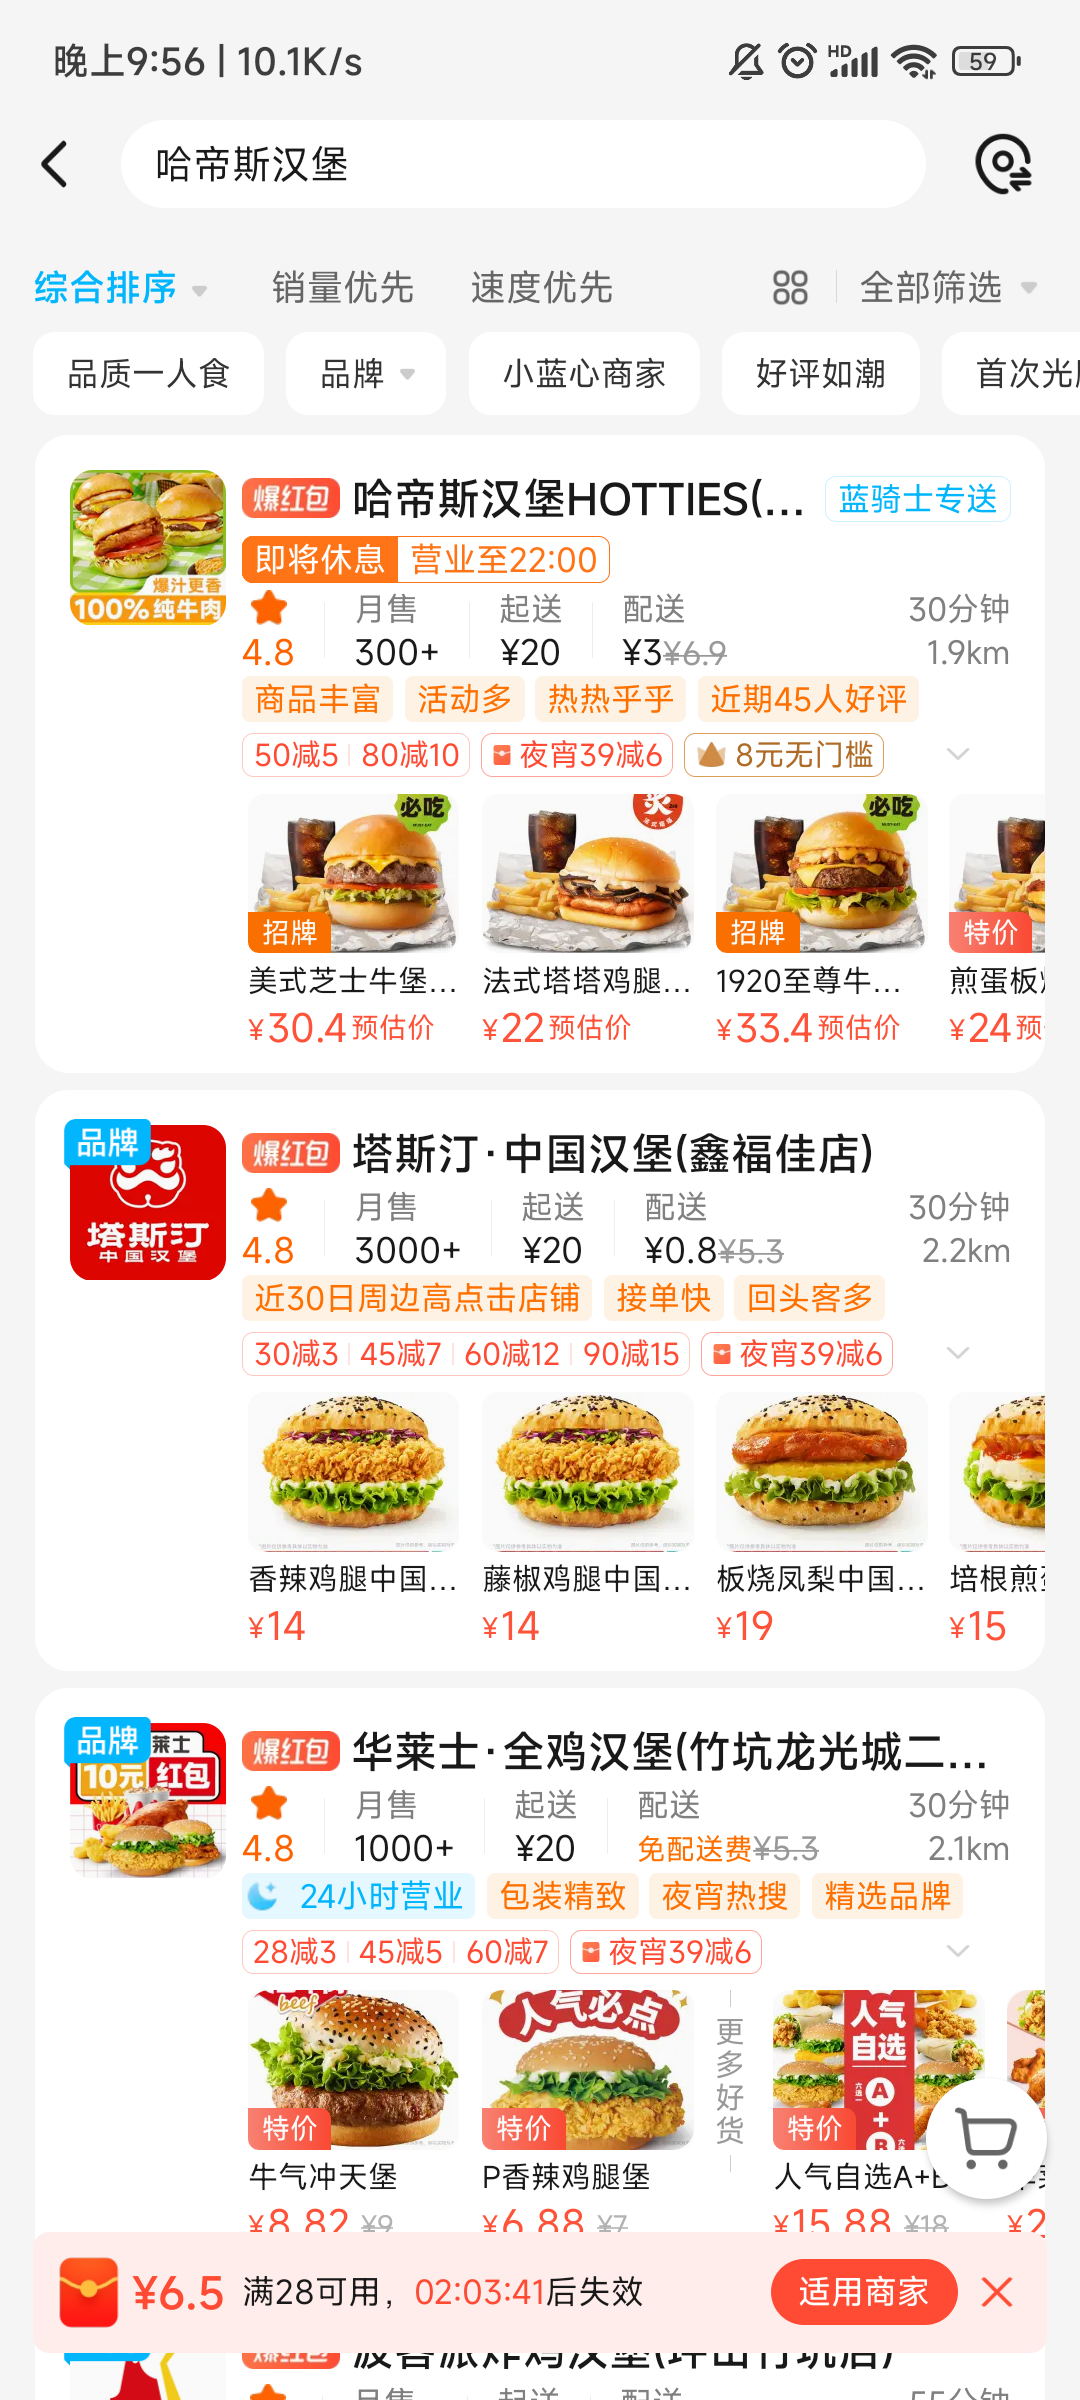 晚上9:56 | 10.1K/s
HD
59
哈帝斯汉堡
综合排序 销量优先 速度优先 全部筛选
品质一人食 品牌 小蓝心商家 好评如潮 首次光
爆汁更香
100%纯牛肉
爆红包 哈帝斯汉堡HOTTIES(... 蓝骑士专送
即将休息 营业至22:00
月售 起送 配送 30分钟
4.8 300+ ¥20 ¥3¥6.9 1.9km
商品丰富 活动多 热热乎乎 近期45人好评
50减5 80减10 夜宵39减6 8元无门槛
必吃 必吃
招牌 招牌 特价
美式芝士牛堡... 法式塔塔鸡腿... 1920至尊牛... 煎蛋板
¥30.4预估价 ¥22预估价 ¥33.4预估价 ¥24预
品牌
塔斯汀
中国汉堡
爆红包 塔斯汀·中国汉堡(鑫福佳店)
月售 起送 配送 30分钟
4.8 3000+ ¥20 ¥0.8¥5.3 2.2km
近30日周边高点击店铺 接单快 回头客多
30减3 45减7 60减12 90减15 夜宵39减6
香辣鸡腿中国... 藤椒鸡腿中国... 板烧凤梨中国... 培根煎
¥14 ¥14 ¥19 ¥15
品牌
莱士
10元红包
爆红包 华莱士·全鸡汉堡(竹坑龙光城二...
月售 起送 配送 30分钟
4.8 1000+ ¥20 免配送费¥5.3 2.1km
24小时营业 包装精致 夜宵热搜 精选品牌
28减3 45减5 60减7 夜宵39减6
beef
人气必点
更多好货
人气
自选
A
+
B
特价 特价 特价
牛气冲天堡 P香辣鸡腿堡 人气自选A+
¥8.82 ¥9 ¥6.88 ¥7 ¥15.88 ¥18 ¥2
¥6.5 满28可用，02:03:41后失效 适用商家
月售 起送 配送 55分钟